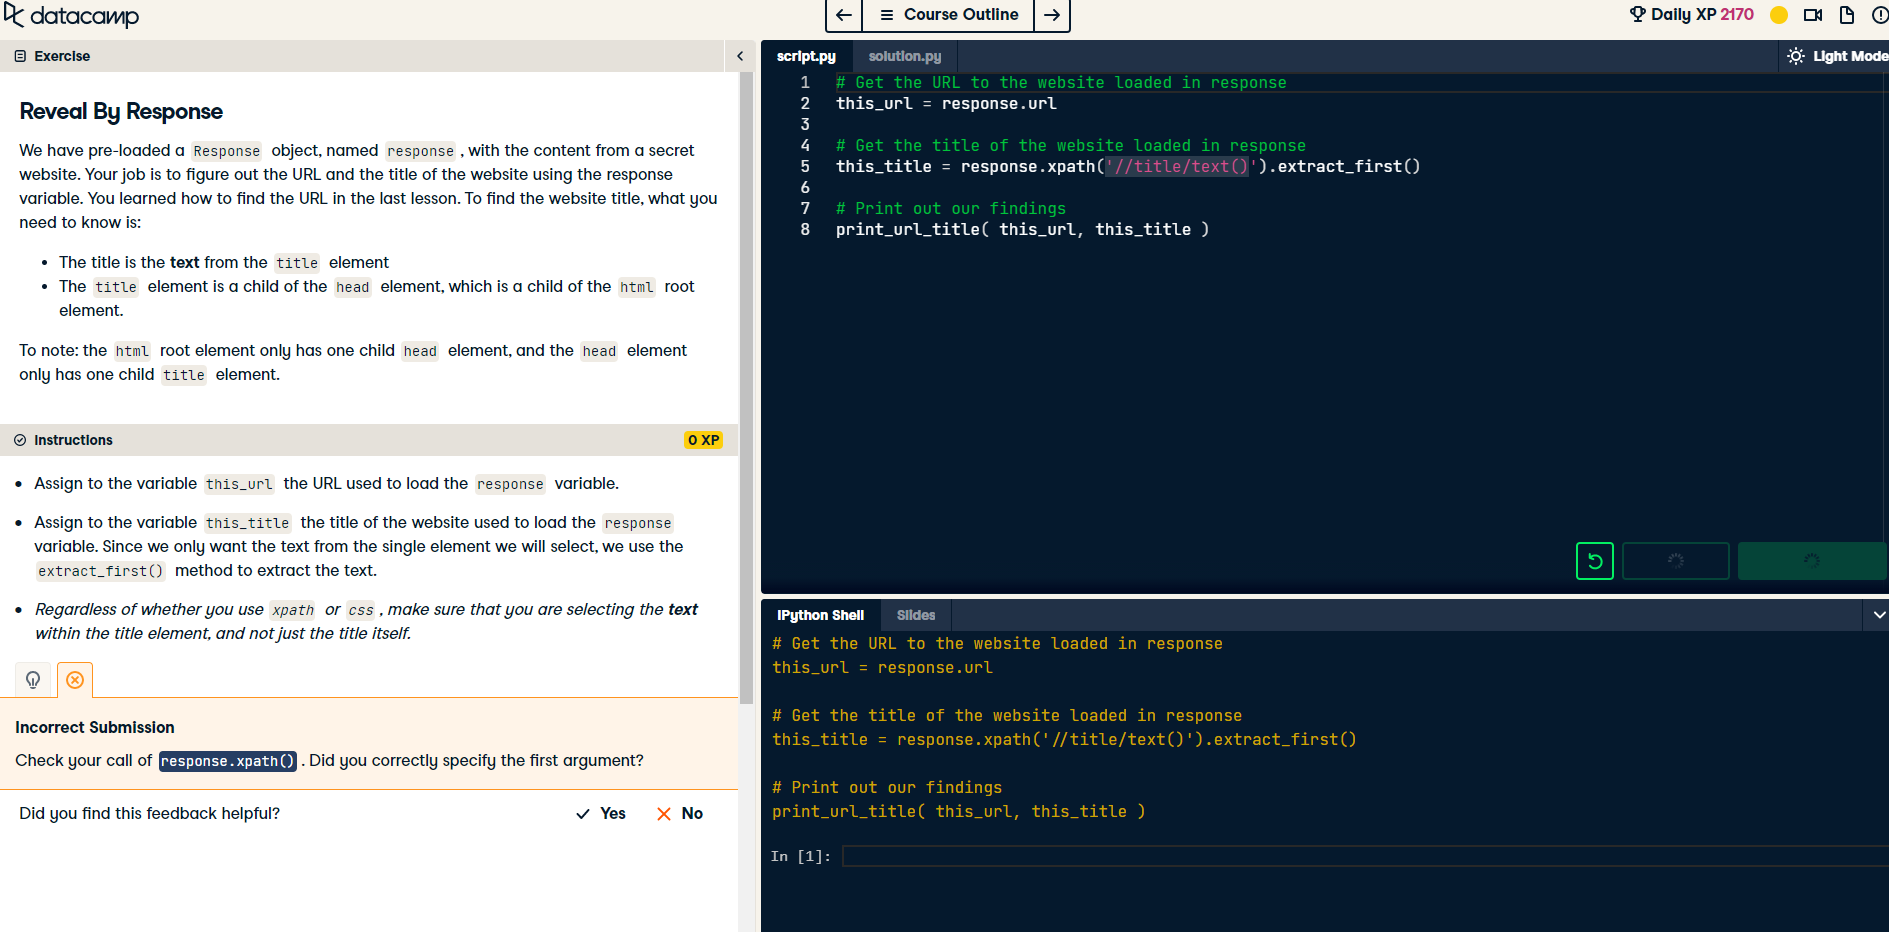 datacamp
Course Outline
Daily XP 2170
Exercise
Reveal By Response
We have pre-loaded a Response object, named response , with the content from a secret
website. Your job is to figure out the URL and the title of the website using the response
variable. You learned how to find the URL in the last lesson. To find the website title, what you
need to know is:
• The title is the text from the title element
• The title element is a child of the head element, which is a child of the html root
element.
To note: the html root element only has one child head element, and the head element
only has one child title element.
Instructions
0 XP
• Assign to the variable this_url the URL used to load the response variable.
• Assign to the variable this_title the title of the website used to load the response
variable. Since we only want the text from the single element we will select, we use the
extract_first() method to extract the text.
• Regardless of whether you use xpath or css , make sure that you are selecting the text
within the title element, and not just the title itself.
Incorrect Submission
Check your call of response.xpath() . Did you correctly specify the first argument?
Did you find this feedback helpful?
Yes
No
script.py
solution.py
Light Mode
1 # Get the URL to the website loaded in response
2 this_url = response.url
3
4 # Get the title of the website loaded in response
5 this_title = response.xpath('//title/text()').extract_first()
6
7 # Print out our findings
8 print_url_title( this_url, this_title )
IPython Shell
Slides
# Get the URL to the website loaded in response
this_url = response.url
# Get the title of the website loaded in response
this_title = response.xpath('//title/text()').extract_first()
# Print out our findings
print_url_title( this_url, this_title )
In [1]: